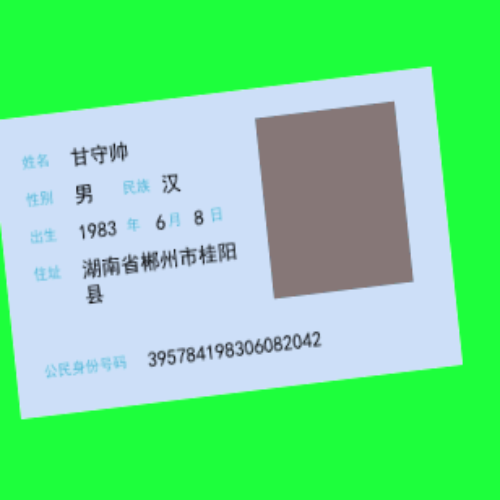 姓名 甘守帅
性别 男 民族 汉
出生 1983 年 6 月 8 日
住址 湖南省郴州市桂阳
县
公民身份号码 395784198306082042